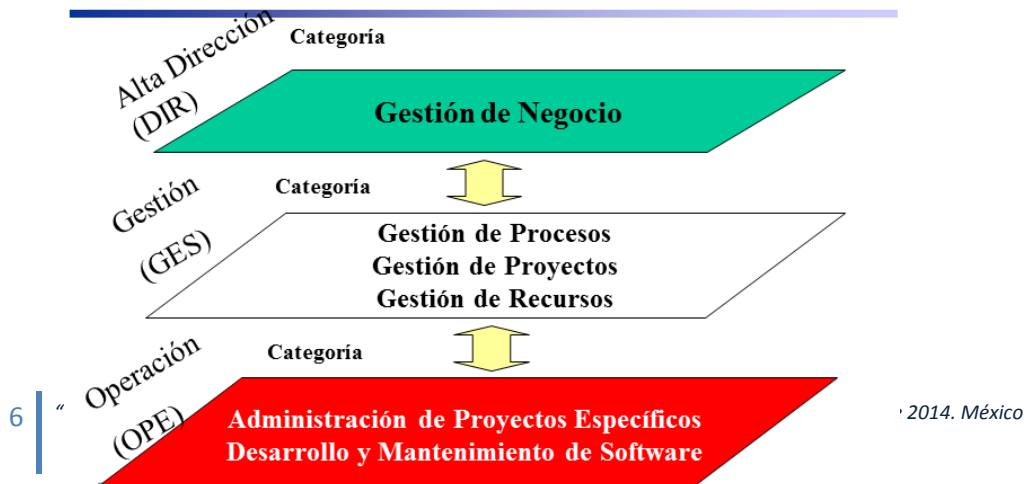 Categoría
Alta Dirección
(DIR)
Gestión de Negocio
Categoría
Gestión
(GES)
Gestión de Procesos
Gestión de Proyectos
Gestión de Recursos
Categoría
Operación
(OPE)
Administración de Proyectos Específicos
Desarrollo y Mantenimiento de Software
6
“
2014. México